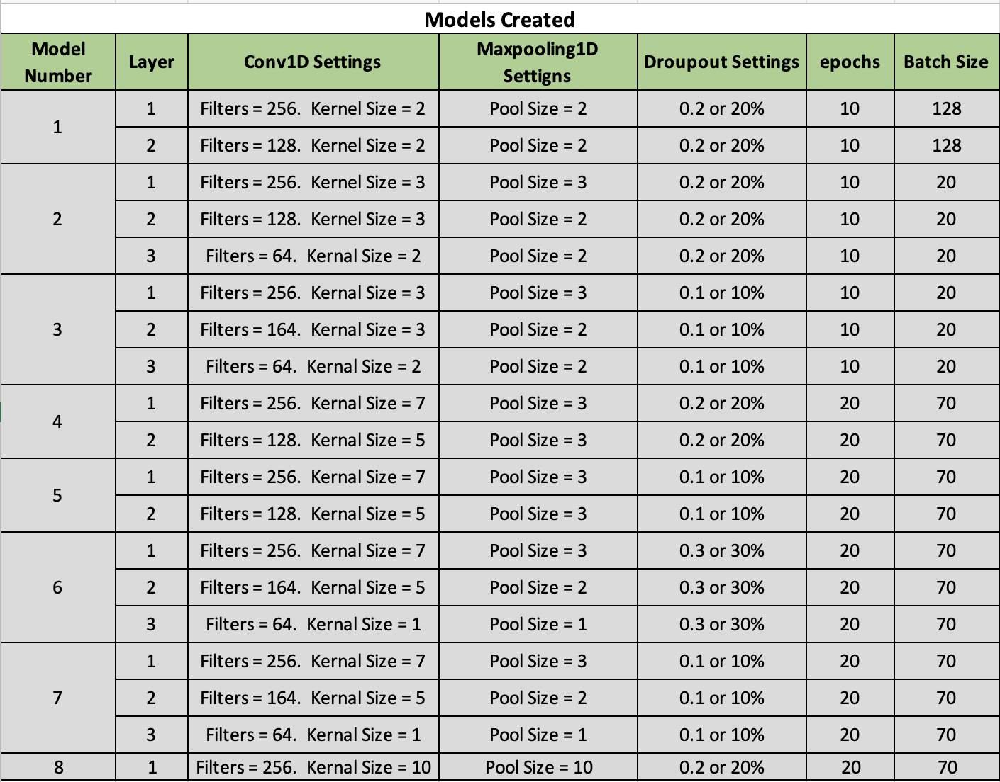 Models Created
Model Number Layer Conv1D Settings Maxpooling1D Settigns Droupout Settings epochs Batch Size
1 1 Filters = 256. Kernel Size = 2 Pool Size = 2 0.2 or 20% 10 128
2 Filters = 128. Kernel Size = 2 Pool Size = 2 0.2 or 20% 10 128
2 1 Filters = 256. Kernel Size = 3 Pool Size = 3 0.2 or 20% 10 20
2 Filters = 128. Kernel Size = 3 Pool Size = 2 0.2 or 20% 10 20
3 Filters = 64. Kernal Size = 2 Pool Size = 2 0.2 or 20% 10 20
3 1 Filters = 256. Kernal Size = 3 Pool Size = 3 0.1 or 10% 10 20
2 Filters = 164. Kernal Size = 3 Pool Size = 2 0.1 or 10% 10 20
3 Filters = 64. Kernal Size = 2 Pool Size = 2 0.1 or 10% 10 20
4 1 Filters = 256. Kernal Size = 7 Pool Size = 3 0.2 or 20% 20 70
2 Filters = 128. Kernal Size = 5 Pool Size = 3 0.2 or 20% 20 70
5 1 Filters = 256. Kernal Size = 7 Pool Size = 3 0.1 or 10% 20 70
2 Filters = 128. Kernal Size = 5 Pool Size = 3 0.1 or 10% 20 70
6 1 Filters = 256. Kernal Size = 7 Pool Size = 3 0.3 or 30% 20 70
2 Filters = 164. Kernal Size = 5 Pool Size = 2 0.3 or 30% 20 70
3 Filters = 64. Kernal Size = 1 Pool Size = 1 0.3 or 30% 20 70
7 1 Filters = 256. Kernal Size = 7 Pool Size = 3 0.1 or 10% 20 70
2 Filters = 164. Kernal Size = 5 Pool Size = 2 0.1 or 10% 20 70
3 Filters = 64. Kernal Size = 1 Pool Size = 1 0.1 or 10% 20 70
8 1 Filters = 256. Kernal Size = 10 Pool Size = 10 0.2 or 20% 20 70